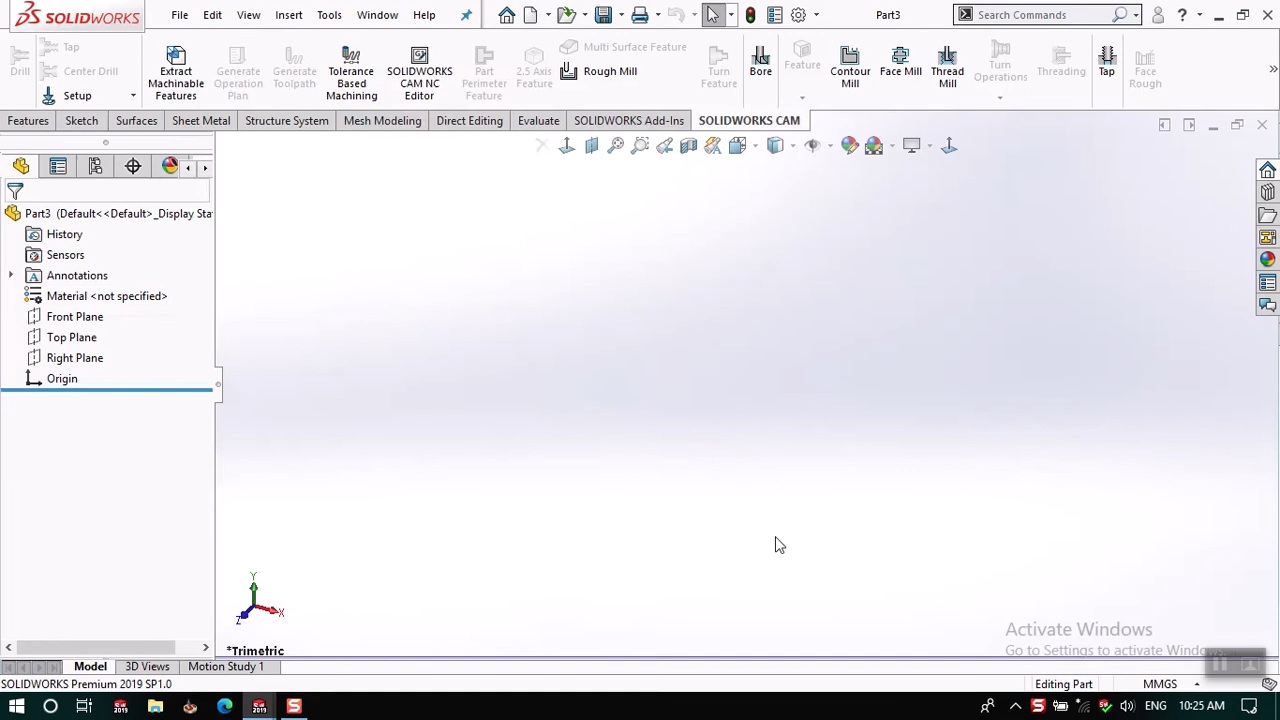 SOLIDWORKS File Edit View Insert Tools Window Help Part3 Search Commands
Drill Tap Center Drill Setup
Extract Machinable Features
Generate Operation Plan
Generate Toolpath
Tolerance Based Machining
SOLIDWORKS CAM NC Editor
Part Perimeter Feature
2.5 Axis Feature
Multi Surface Feature
Rough Mill
Turn Feature
Bore
Feature
Contour Mill
Face Mill
Thread Mill
Turn Operations
Threading
Tap
Face Rough
Features Sketch Surfaces Sheet Metal Structure System Mesh Modeling Direct Editing Evaluate SOLIDWORKS Add-Ins SOLIDWORKS CAM
Part3 (Default<<Default>_Display Sta
History
Sensors
Annotations
Material <not specified>
Front Plane
Top Plane
Right Plane
Origin
Y
X
Z
*Trimetric
Activate Windows
Go to Settings to activate Windows.
Model 3D Views Motion Study 1
SOLIDWORKS Premium 2019 SP1.0 Editing Part MMGS
2019 2019 ENG 10:25 AM